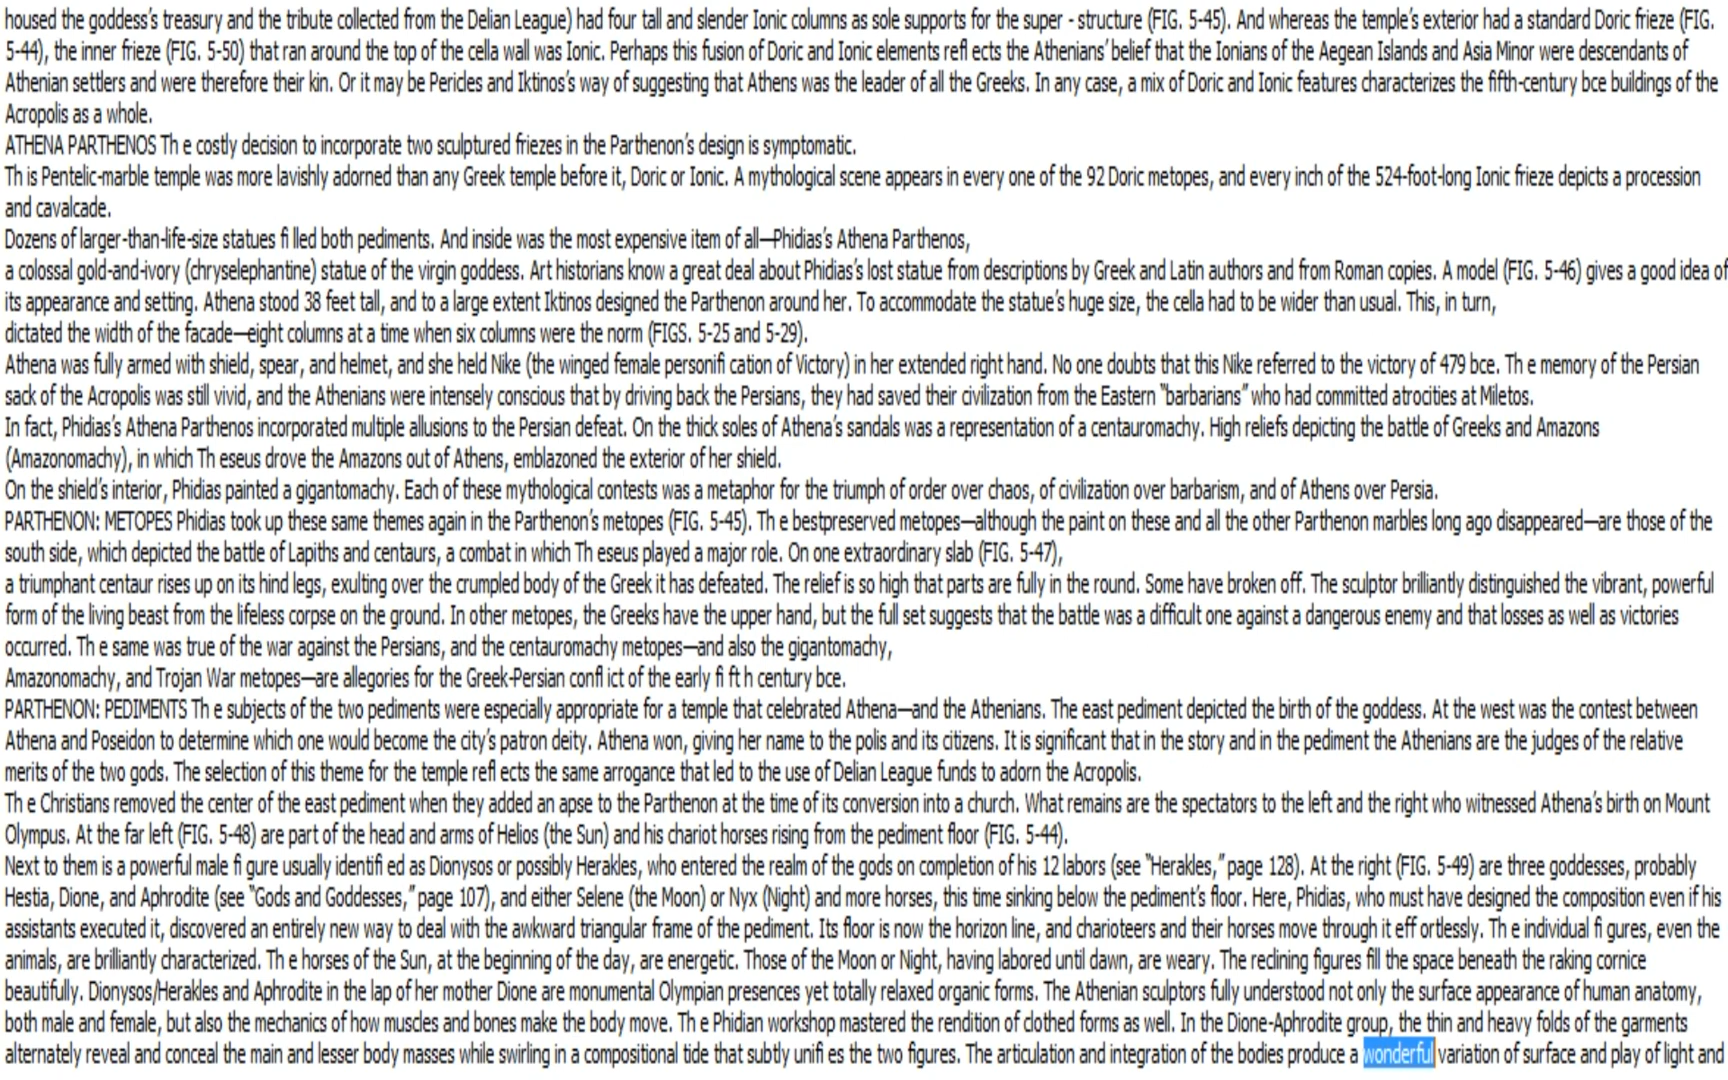 housed the goddess’s treasury and the tribute collected from the Delian League) had four tall and slender Ionic columns as sole supports for the super - structure (FIG. 5-45). And whereas the temple’s exterior had a standard Doric frieze (FIG.
5-44), the inner frieze (FIG. 5-50) that ran around the top of the cella wall was Ionic. Perhaps this fusion of Doric and Ionic elements refl ects the Athenians’ belief that the Ionians of the Aegean Islands and Asia Minor were descendants of
Athenian settlers and were therefore their kin. Or it may be Pericles and Iktinos’s way of suggesting that Athens was the leader of all the Greeks. In any case, a mix of Doric and Ionic features characterizes the fifth-century bce buildings of the
Acropolis as a whole.
ATHENA PARTHENOS Th e costly decision to incorporate two sculptured friezes in the Parthenon’s design is symptomatic.
Th is Pentelic-marble temple was more lavishly adorned than any Greek temple before it, Doric or Ionic. A mythological scene appears in every one of the 92 Doric metopes, and every inch of the 524-foot-long Ionic frieze depicts a procession
and cavalcade.
Dozens of larger-than-life-size statues fi lled both pediments. And inside was the most expensive item of all—Phidias’s Athena Parthenos,
a colossal gold-and-ivory (chryselephantine) statue of the virgin goddess. Art historians know a great deal about Phidias’s lost statue from descriptions by Greek and Latin authors and from Roman copies. A model (FIG. 5-46) gives a good idea of
its appearance and setting. Athena stood 38 feet tall, and to a large extent Iktinos designed the Parthenon around her. To accommodate the statue’s huge size, the cella had to be wider than usual. This, in turn,
dictated the width of the facade—eight columns at a time when six columns were the norm (FIGS. 5-25 and 5-29).
Athena was fully armed with shield, spear, and helmet, and she held Nike (the winged female personifi cation of Victory) in her extended right hand. No one doubts that this Nike referred to the victory of 479 bce. Th e memory of the Persian
sack of the Acropolis was still vivid, and the Athenians were intensely conscious that by driving back the Persians, they had saved their civilization from the Eastern “barbarians” who had committed atrocities at Miletos.
In fact, Phidias’s Athena Parthenos incorporated multiple allusions to the Persian defeat. On the thick soles of Athena’s sandals was a representation of a centauromachy. High reliefs depicting the battle of Greeks and Amazons
(Amazonomachy), in which Th eseus drove the Amazons out of Athens, emblazoned the exterior of her shield.
On the shield’s interior, Phidias painted a gigantomachy. Each of these mythological contests was a metaphor for the triumph of order over chaos, of civilization over barbarism, and of Athens over Persia.
PARTHENON: METOPES Phidias took up these same themes again in the Parthenon’s metopes (FIG. 5-45). Th e bestpreserved metopes—although the paint on these and all the other Parthenon marbles long ago disappeared—are those of the
south side, which depicted the battle of Lapiths and centaurs, a combat in which Th eseus played a major role. On one extraordinary slab (FIG. 5-47),
a triumphant centaur rises up on its hind legs, exulting over the crumpled body of the Greek it has defeated. The relief is so high that parts are fully in the round. Some have broken off. The sculptor brilliantly distinguished the vibrant, powerful
form of the living beast from the lifeless corpse on the ground. In other metopes, the Greeks have the upper hand, but the full set suggests that the battle was a difficult one against a dangerous enemy and that losses as well as victories
occurred. Th e same was true of the war against the Persians, and the centauromachy metopes—and also the gigantomachy,
Amazonomachy, and Trojan War metopes—are allegories for the Greek-Persian confl ict of the early fi ft h century bce.
PARTHENON: PEDIMENTS Th e subjects of the two pediments were especially appropriate for a temple that celebrated Athena—and the Athenians. The east pediment depicted the birth of the goddess. At the west was the contest between
Athena and Poseidon to determine which one would become the city’s patron deity. Athena won, giving her name to the polis and its citizens. It is significant that in the story and in the pediment the Athenians are the judges of the relative
merits of the two gods. The selection of this theme for the temple refl ects the same arrogance that led to the use of Delian League funds to adorn the Acropolis.
Th e Christians removed the center of the east pediment when they added an apse to the Parthenon at the time of its conversion into a church. What remains are the spectators to the left and the right who witnessed Athena’s birth on Mount
Olympus. At the far left (FIG. 5-48) are part of the head and arms of Helios (the Sun) and his chariot horses rising from the pediment floor (FIG. 5-44).
Next to them is a powerful male fi gure usually identifi ed as Dionysos or possibly Herakles, who entered the realm of the gods on completion of his 12 labors (see “Herakles,” page 128). At the right (FIG. 5-49) are three goddesses, probably
Hestia, Dione, and Aphrodite (see “Gods and Goddesses,” page 107), and either Selene (the Moon) or Nyx (Night) and more horses, this time sinking below the pediment’s floor. Here, Phidias, who must have designed the composition even if his
assistants executed it, discovered an entirely new way to deal with the awkward triangular frame of the pediment. Its floor is now the horizon line, and charioteers and their horses move through it eff ortlessly. Th e individual fi gures, even the
animals, are brilliantly characterized. Th e horses of the Sun, at the beginning of the day, are energetic. Those of the Moon or Night, having labored until dawn, are weary. The reclining figures fill the space beneath the raking cornice
beautifully. Dionysos/Herakles and Aphrodite in the lap of her mother Dione are monumental Olympian presences yet totally relaxed organic forms. The Athenian sculptors fully understood not only the surface appearance of human anatomy,
both male and female, but also the mechanics of how muscles and bones make the body move. Th e Phidian workshop mastered the rendition of clothed forms as well. In the Dione-Aphrodite group, the thin and heavy folds of the garments
alternately reveal and conceal the main and lesser body masses while swirling in a compositional tide that subtly unifi es the two figures. The articulation and integration of the bodies produce a wonderful variation of surface and play of light and